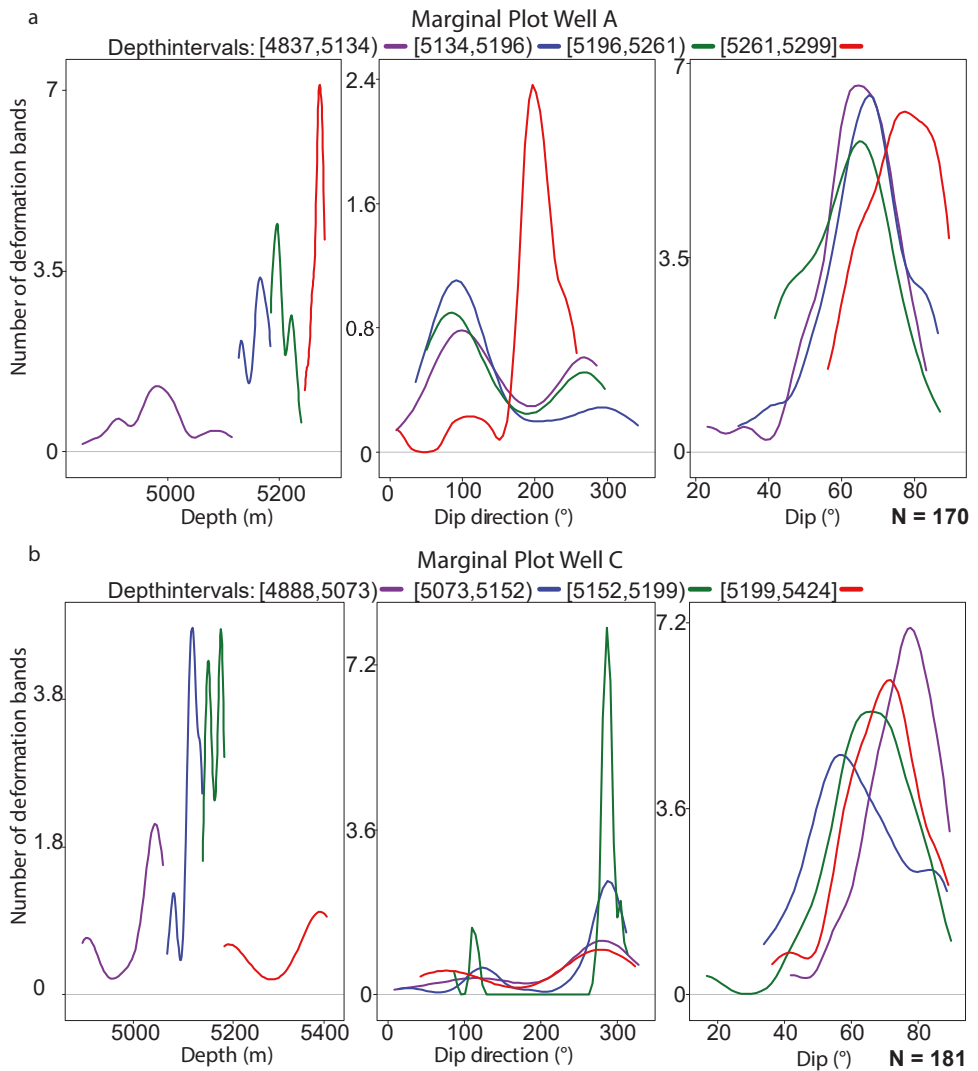 a
Marginal Plot Well A
Depthintervals: [4837,5134) [5134,5196) [5196,5261) [5261,5299]
Number of deformation bands
7
3.5
0
5000 5200
Depth (m)
2.4
1.6
0.8
0
0 100 200 300
Dip direction (°)
7
3.5
0
20 40 60 80
Dip (°)
N = 170
b
Marginal Plot Well C
Depthintervals: [4888,5073) [5073,5152) [5152,5199) [5199,5424]
Number of deformation bands
3.8
1.8
0
5000 5200 5400
Depth (m)
7.2
3.6
0
0 100 200 300
Dip direction (°)
7.2
3.6
0
20 40 60 80
Dip (°)
N = 181